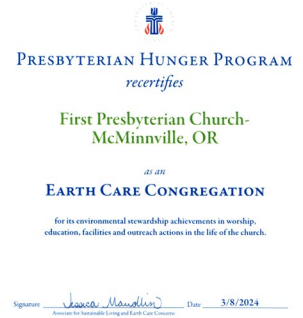 PRESBYTERIAN HUNGER PROGRAM
recertifies
First Presbyterian Church-
McMinnville, OR
as an
EARTH CARE CONGREGATION
for its environmental stewardship achievements in worship,
education, facilities and outreach actions in the life of the church.
Signature Jessica Maudlin Date 3/8/2024
Associate for Sustainable Living and Earth Care Concerns